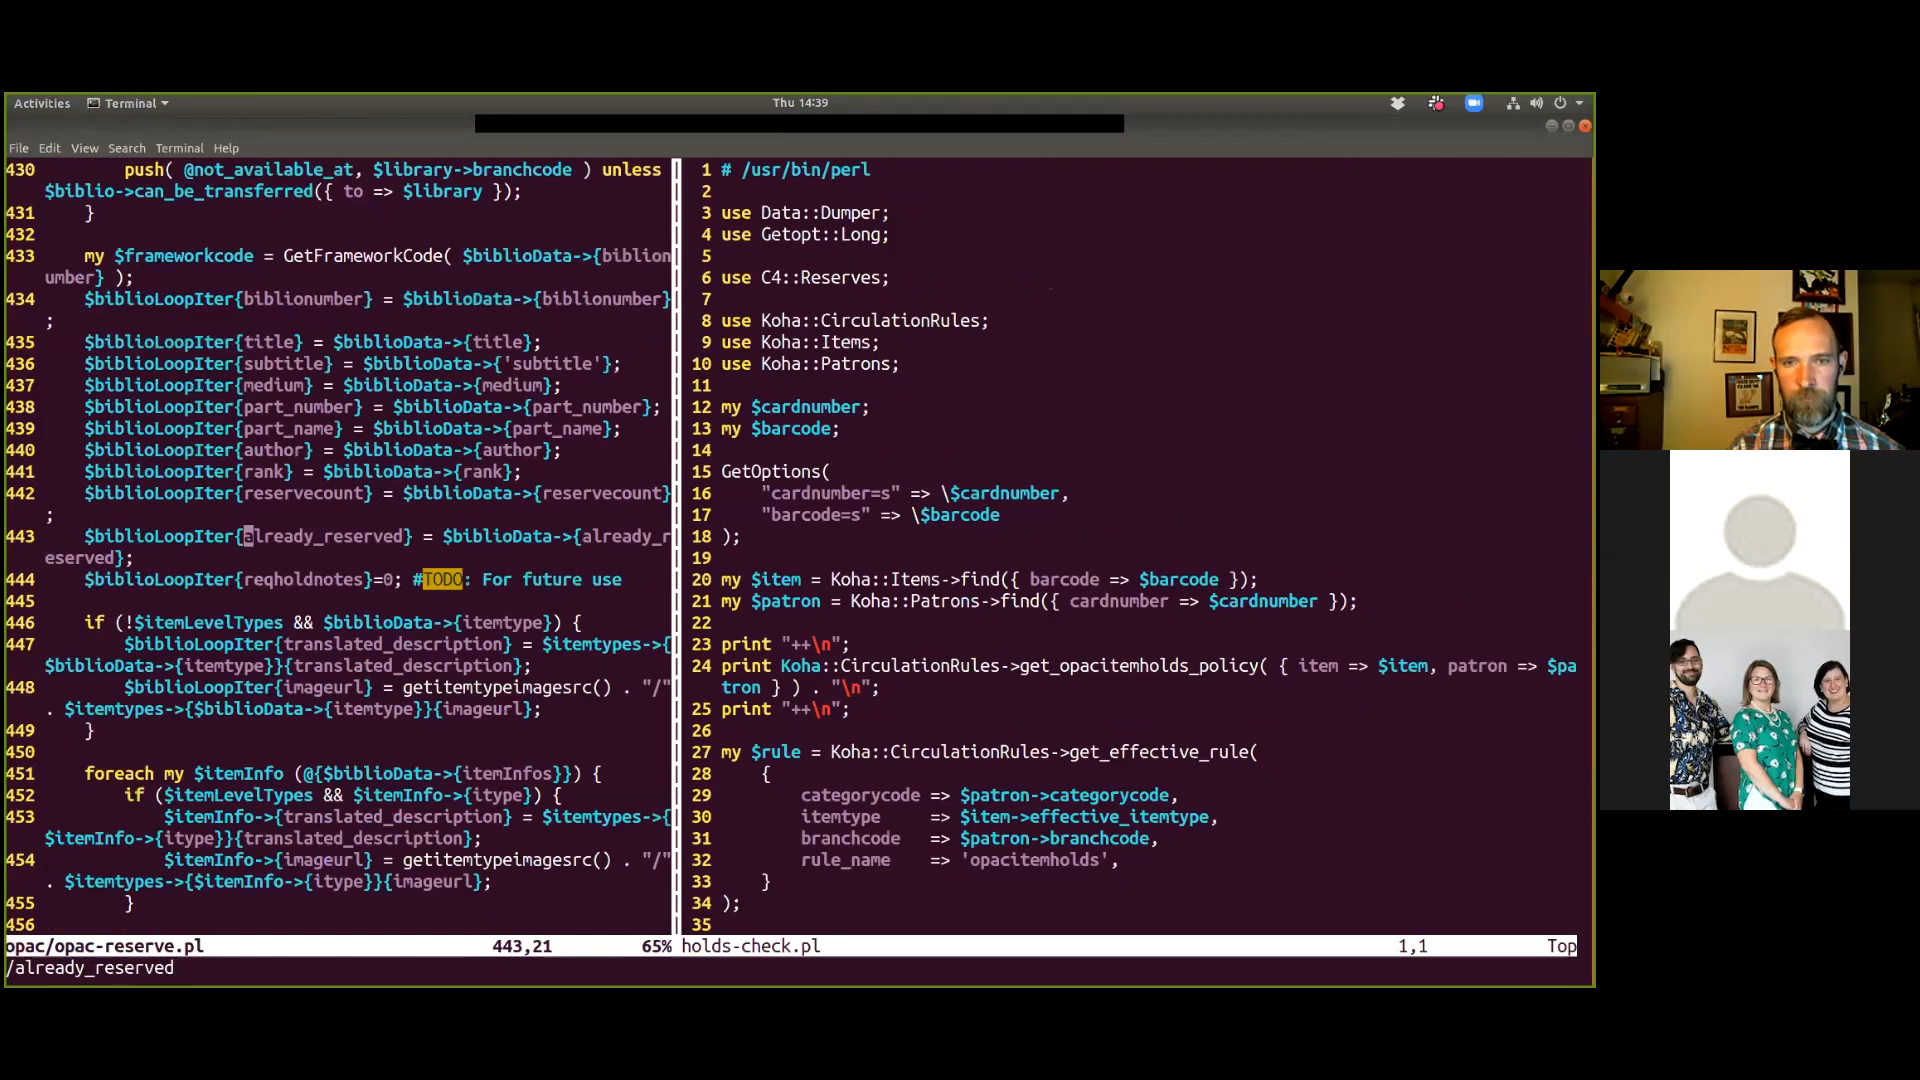 Activities Terminal Thu 14:39
File Edit View Search Terminal Help
430         push( @not_available_at, $library->branchcode ) unless
$biblio->can_be_transferred({ to => $library });
431     }
432
433     my $frameworkcode = GetFrameworkCode( $biblioData->{biblion
umber} );
434     $biblioLoopIter{biblionumber} = $biblioData->{biblionumber}
;
435     $biblioLoopIter{title} = $biblioData->{title};
436     $biblioLoopIter{subtitle} = $biblioData->{'subtitle'};
437     $biblioLoopIter{medium} = $biblioData->{medium};
438     $biblioLoopIter{part_number} = $biblioData->{part_number};
439     $biblioLoopIter{part_name} = $biblioData->{part_name};
440     $biblioLoopIter{author} = $biblioData->{author};
441     $biblioLoopIter{rank} = $biblioData->{rank};
442     $biblioLoopIter{reservecount} = $biblioData->{reservecount}
;
443     $biblioLoopIter{already_reserved} = $biblioData->{already_r
eserved};
444     $biblioLoopIter{reqholdnotes}=0; #TODO: For future use
445
446     if (!$itemLevelTypes && $biblioData->{itemtype}) {
447         $biblioLoopIter{translated_description} = $itemtypes->{
$biblioData->{itemtype}}{translated_description};
448         $biblioLoopIter{imageurl} = getitemtypeimagesrc() . "/"
. $itemtypes->{$biblioData->{itemtype}}{imageurl};
449     }
450
451     foreach my $itemInfo (@{$biblioData->{itemInfos}}) {
452         if ($itemLevelTypes && $itemInfo->{itype}) {
453             $itemInfo->{translated_description} = $itemtypes->{
$itemInfo->{itype}}{translated_description};
454             $itemInfo->{imageurl} = getitemtypeimagesrc() . "/"
. $itemtypes->{$itemInfo->{itype}}{imageurl};
455         }
456
opac/opac-reserve.pl 443,21 65%
/already_reserved
1 # /usr/bin/perl
2
3 use Data::Dumper;
4 use Getopt::Long;
5
6 use C4::Reserves;
7
8 use Koha::CirculationRules;
9 use Koha::Items;
10 use Koha::Patrons;
11
12 my $cardnumber;
13 my $barcode;
14
15 GetOptions(
16     "cardnumber=s" => \$cardnumber,
17     "barcode=s" => \$barcode
18 );
19
20 my $item = Koha::Items->find({ barcode => $barcode });
21 my $patron = Koha::Patrons->find({ cardnumber => $cardnumber });
22
23 print "++\n";
24 print Koha::CirculationRules->get_opacitemholds_policy( { item => $item, patron => $pa
tron } ) . "\n";
25 print "++\n";
26
27 my $rule = Koha::CirculationRules->get_effective_rule(
28     {
29         categorycode => $patron->categorycode,
30         itemtype     => $item->effective_itemtype,
31         branchcode   => $patron->branchcode,
32         rule_name    => 'opacitemholds',
33     }
34 );
35
holds-check.pl 1,1 Top